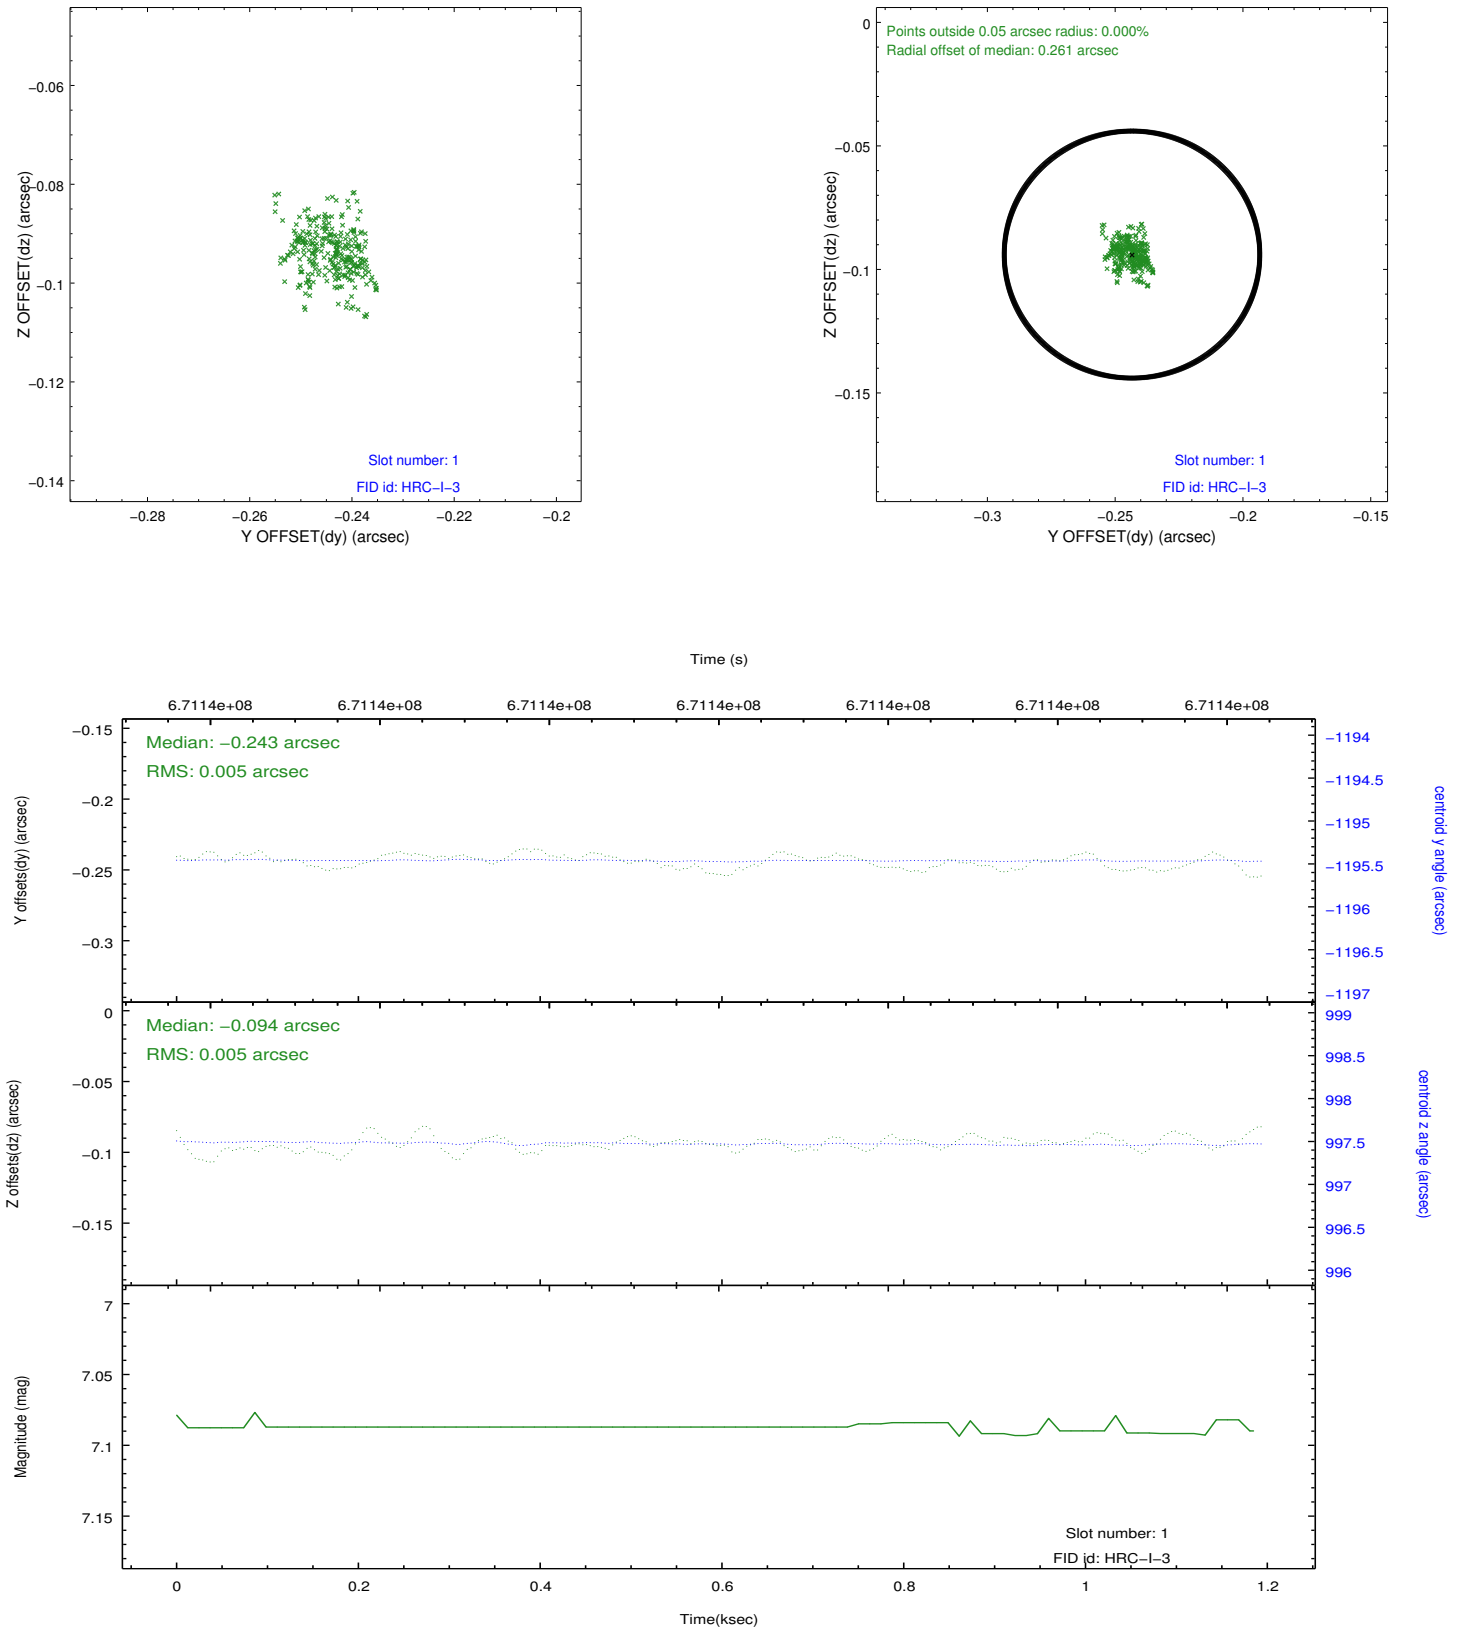 −0.06
−0.08
−0.1
−0.12
−0.14
Z OFFSET(dz) (arcsec)
Slot number: 1
FID id: HRC−I−3
−0.28 −0.26 −0.24 −0.22 −0.2
Y OFFSET(dy) (arcsec)
Points outside 0.05 arcsec radius: 0.000%
Radial offset of median: 0.261 arcsec
0
−0.05
−0.1
−0.15
Z OFFSET(dz) (arcsec)
Slot number: 1
FID id: HRC−I−3
−0.3 −0.25 −0.2 −0.15
Y OFFSET(dy) (arcsec)
Time (s)
6.7114e+08 6.7114e+08 6.7114e+08 6.7114e+08 6.7114e+08 6.7114e+08 6.7114e+08
Median: −0.243 arcsec
RMS: 0.005 arcsec
−0.15
−0.2
−0.25
−0.3
Y offsets(dy) (arcsec)
−1194
−1194.5
−1195
−1195.5
−1196
−1196.5
−1197
centroid y angle (arcsec)
Median: −0.094 arcsec
RMS: 0.005 arcsec
0
−0.05
−0.1
−0.15
Z offsets(dz) (arcsec)
999
998.5
998
997.5
997
996.5
996
centroid z angle (arcsec)
7
7.05
7.1
7.15
Magnitude (mag)
Slot number: 1
FID id: HRC−I−3
0 0.2 0.4 0.6 0.8 1 1.2
Time(ksec)